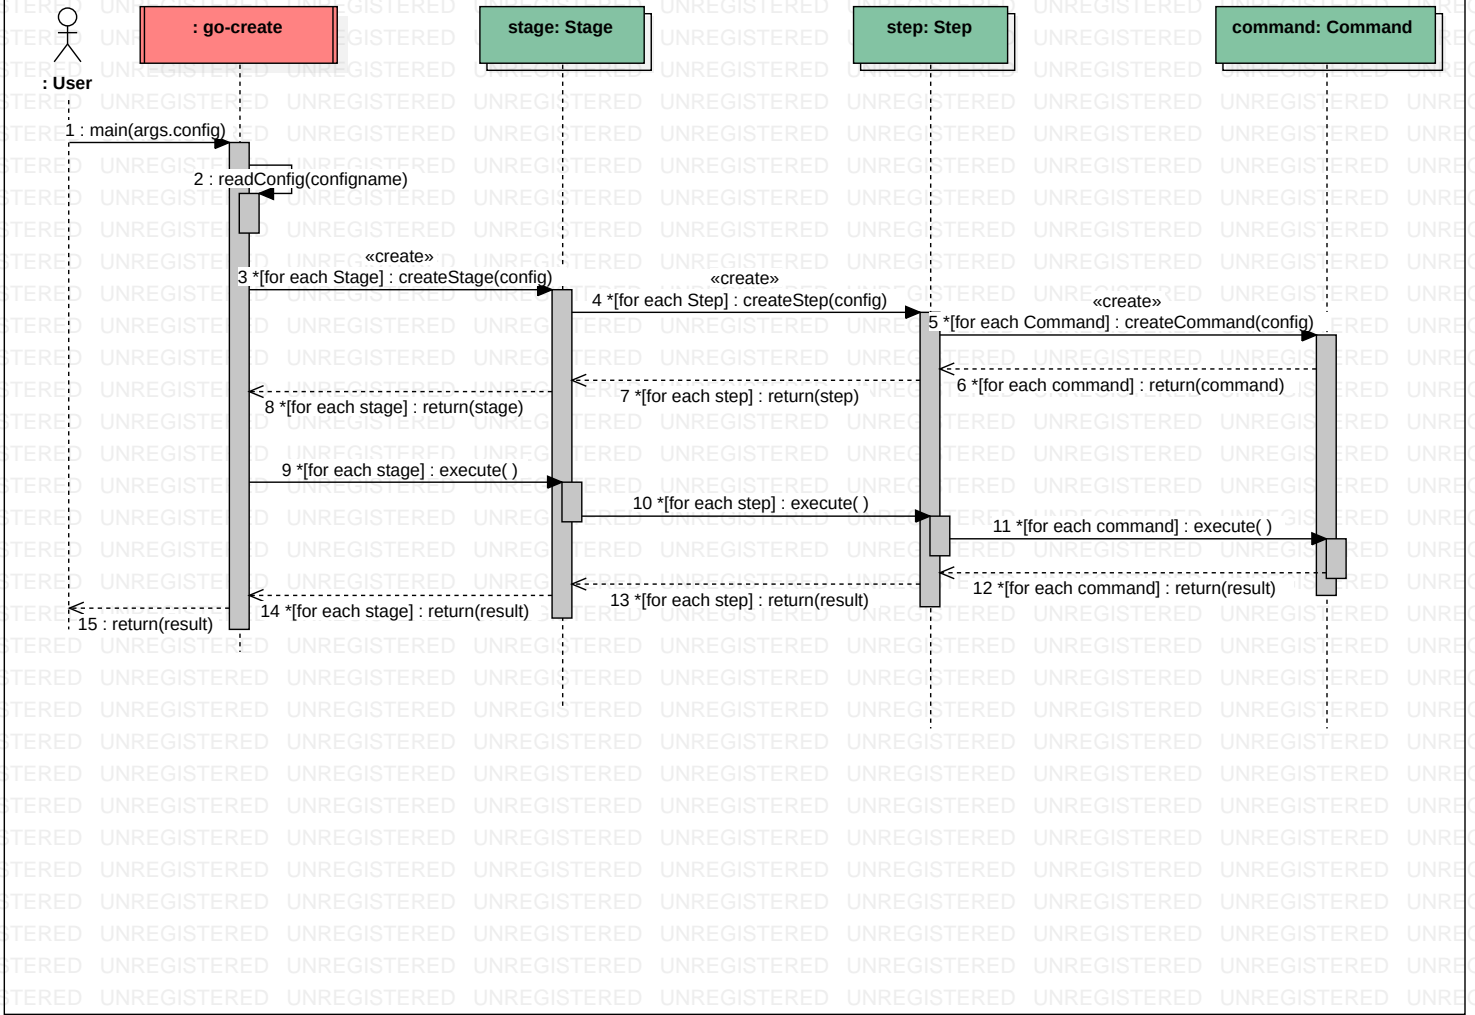 : go-create
stage: Stage
step: Step
command: Command
: User
1 : main(args.config)
2 : readConfig(configname)
«create»
3 *[for each Stage] : createStage(config)
«create»
4 *[for each Step] : createStep(config)
«create»
5 *[for each Command] : createCommand(config)
6 *[for each command] : return(command)
7 *[for each step] : return(step)
8 *[for each stage] : return(stage)
9 *[for each stage] : execute( )
10 *[for each step] : execute( )
11 *[for each command] : execute( )
12 *[for each command] : return(result)
13 *[for each step] : return(result)
14 *[for each stage] : return(result)
15 : return(result)
UNREGISTERED